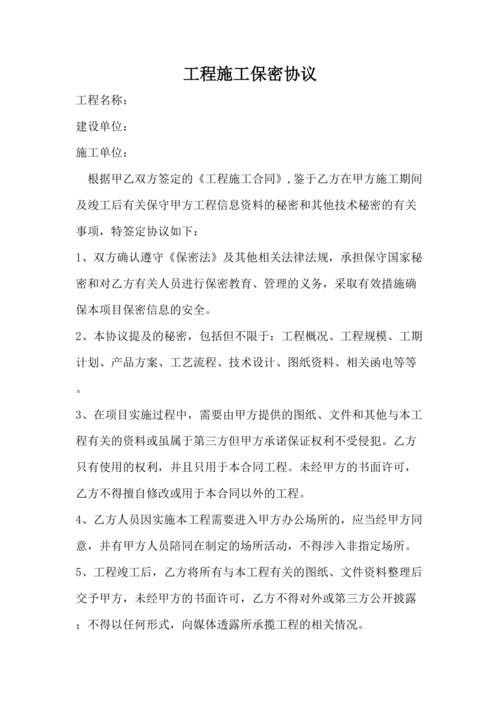 工程施工保密协议
工程名称：
建设单位：
施工单位：
根据甲乙双方签定的《工程施工合同》，鉴于乙方在甲方施工期间
及竣工后有关保守甲方工程信息资料的秘密和其他技术秘密的有关
事项，特签定协议如下：
1、双方确认遵守《保密法》及其他相关法律法规，承担保守国家秘
密和对乙方有关人员进行保密教育、管理的义务，采取有效措施确
保本项目保密信息的安全。
2、本协议提及的秘密，包括但不限于：工程概况、工程规模、工期
计划、产品方案、工艺流程、技术设计、图纸资料、相关函电等等
。
3、在项目实施过程中，需要由甲方提供的图纸、文件和其他与本工
程有关的资料或虽属于第三方但甲方承诺保证权利不受侵犯。乙方
只有使用的权利，并且只用于本合同工程。未经甲方的书面许可，
乙方不得擅自修改或用于本合同以外的工程。
4、乙方人员因实施本工程需要进入甲方办公场所的，应当经甲方同
意，并有甲方人员陪同在制定的场所活动，不得涉入非指定场所。
5、工程竣工后，乙方将所有与本工程有关的图纸、文件资料整理后
交予甲方，未经甲方的书面许可，乙方不得对外或第三方公开披露
；不得以任何形式，向媒体透露所承揽工程的相关情况。